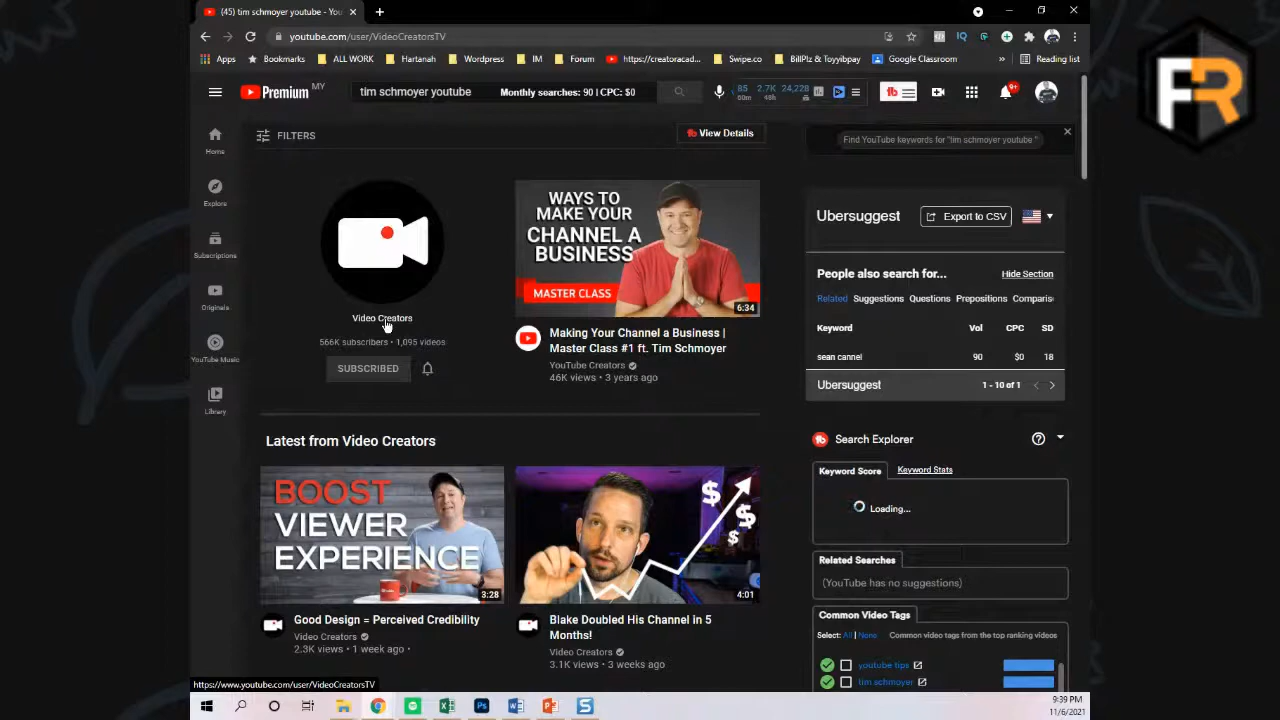 (45) tim schmoyer youtube - You
youtube.com/user/VideoCreatorsTV
Apps
Bookmarks
ALL WORK
Hartanah
Wordpress
IM
Forum
https://creatoracad...
Swipe.co
BillPlz & Toyyibpay
Google Classroom
»
Reading list
Premium MY
tim schmoyer youtube
Monthly searches: 90 | CPC: $0
85 2.7K 24,228
60m 48h
9+
FR
FILTERS
View Details
Find YouTube keywords for "tim schmoyer youtube "
Home
Explore
Subscriptions
Originals
YouTube Music
Library
Video Creators
566K subscribers • 1,095 videos
SUBSCRIBED
WAYS TO
MAKE YOUR
CHANNEL A
BUSINESS
MASTER CLASS
6:34
Making Your Channel a Business |
Master Class #1 ft. Tim Schmoyer
YouTube Creators
46K views • 3 years ago
Latest from Video Creators
BOOST
VIEWER
EXPERIENCE
3:28
Good Design = Perceived Credibility
Video Creators
2.3K views • 1 week ago •
$ $ $
4:01
Blake Doubled His Channel in 5
Months!
Video Creators
3.1K views • 3 weeks ago
Ubersuggest
Export to CSV
People also search for...
Hide Section
Related Suggestions Questions Prepositions Comparis
Keyword Vol CPC SD
sean cannel 90 $0 18
Ubersuggest
1 - 10 of 1
Search Explorer
Keyword Score
Keyword Stats
Loading...
Related Searches
(YouTube has no suggestions)
Common Video Tags
Select: All | None Common video tags from the top ranking videos
youtube tips
tim schmoyer
https://www.youtube.com/user/VideoCreatorsTV
9:39 PM
11/6/2021